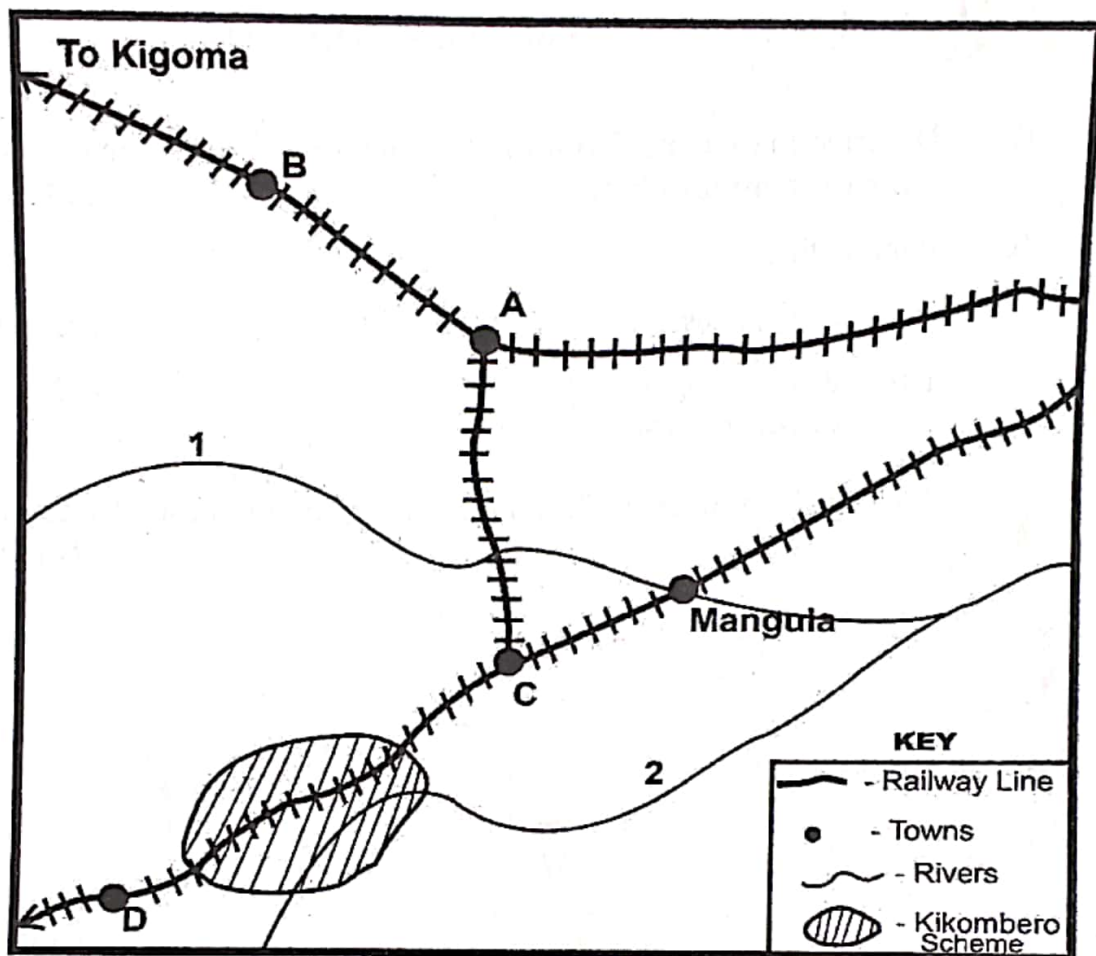 To Kigoma
B
A
1
Mangula
C
2
D
KEY
- Railway Line
- Towns
- Rivers
- Kikombero
Scheme